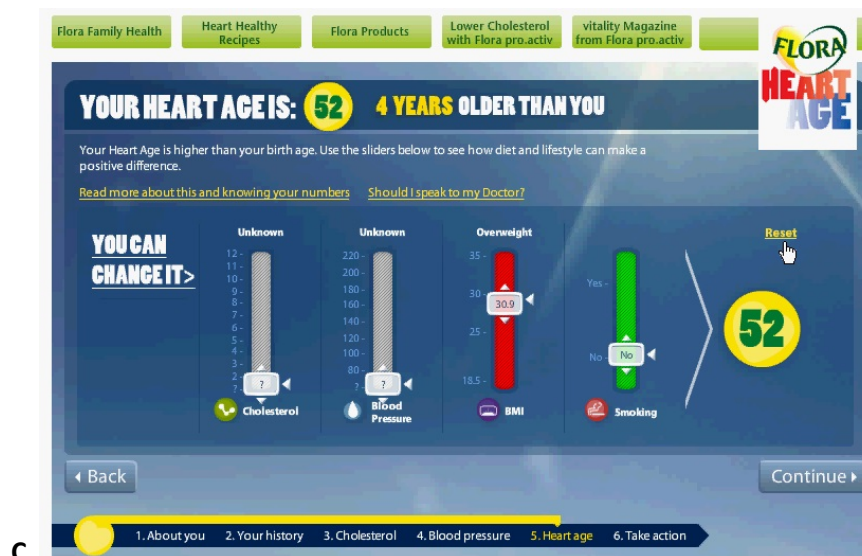 Flora Family Health
Heart Healthy
Recipes
Flora Products
Lower Cholesterol
with Flora pro.activ
vitality Magazine
from Flora pro.activ
FLORA
HEART
AGE
YOUR HEART AGE IS: 52 4 YEARS OLDER THAN YOU
Your Heart Age is higher than your birth age. Use the sliders below to see how diet and lifestyle can make a
positive difference.
Read more about this and knowing your numbers Should I speak to my Doctor?
YOU CAN
CHANGE IT>
Unknown
12 -
11 -
10 -
9 -
8 -
7 -
6 -
5 -
4 -
3 -
2 -
? -
?
Cholesterol
Unknown
220 -
200 -
180 -
160 -
140 -
120 -
100 -
80 -
? -
?
Blood
Pressure
Overweight
35 -
30 -
25 -
18.5 -
30.9
BMI
Yes -
No -
No
Smoking
Reset
52
Back
Continue
1. About you 2. Your history 3. Cholesterol 4. Blood pressure 5. Heart age 6. Take action
C